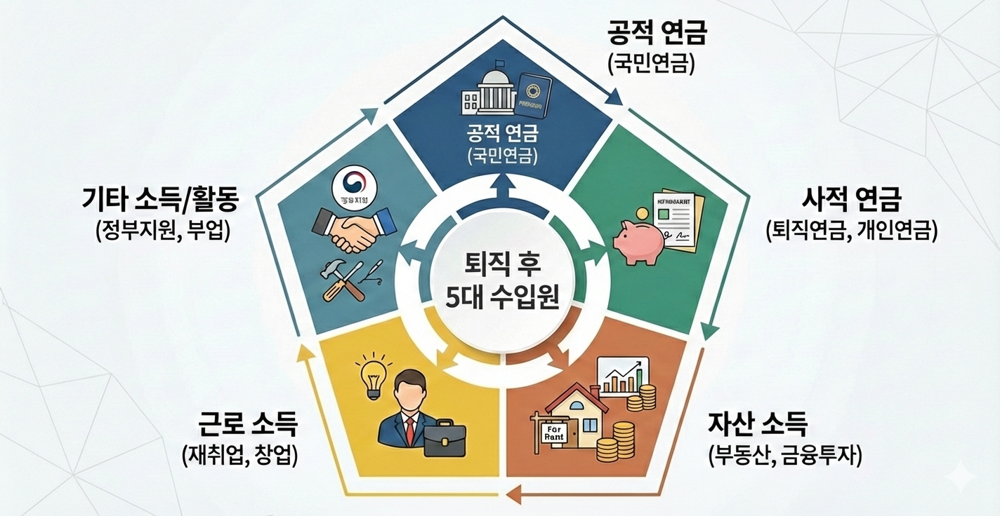 공적 연금
(국민연금)
공적 연금
(국민연금)
사적 연금
(퇴직연금, 개인연금)
자산 소득
(부동산, 금융투자)
For
Rant
근로 소득
(재취업, 창업)
기타 소득/활동
(정부지원, 부업)
퇴직 후
5대 수입원